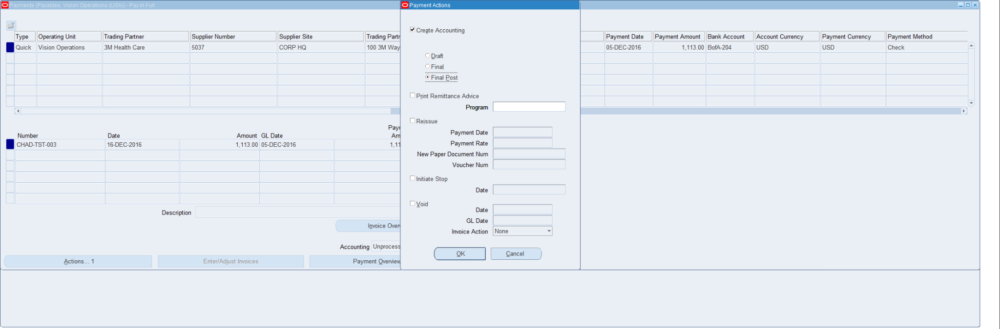 Payments (Payables, Vision Operations (USA)) - Pay in Full
Payment Actions
Type Operating Unit Trading Partner Supplier Number Supplier Site Trading Partr Payment Date Payment Amount Bank Account Account Currency Payment Currency Payment Method
Quick Vision Operations 3M Health Care 5037 CORP HQ 100 3M Way 05-DEC-2016 1,113.00 BofA-204 USD USD Check
Create Accounting
Draft
Final
Final Post
Print Remittance Advice
Program
Reissue
Payment Date
Payment Rate
New Paper Document Num
Voucher Num
Initiate Stop
Date
Void
Date
GL Date
Invoice Action None
OK Cancel
Number Date Amount GL Date
CHAD-TST-003 16-DEC-2016 1,113.00 05-DEC-2016 1,11
Description
Invoice Over
Accounting Unprocess
Actions... 1 Enter/Adjust Invoices Payment Overview